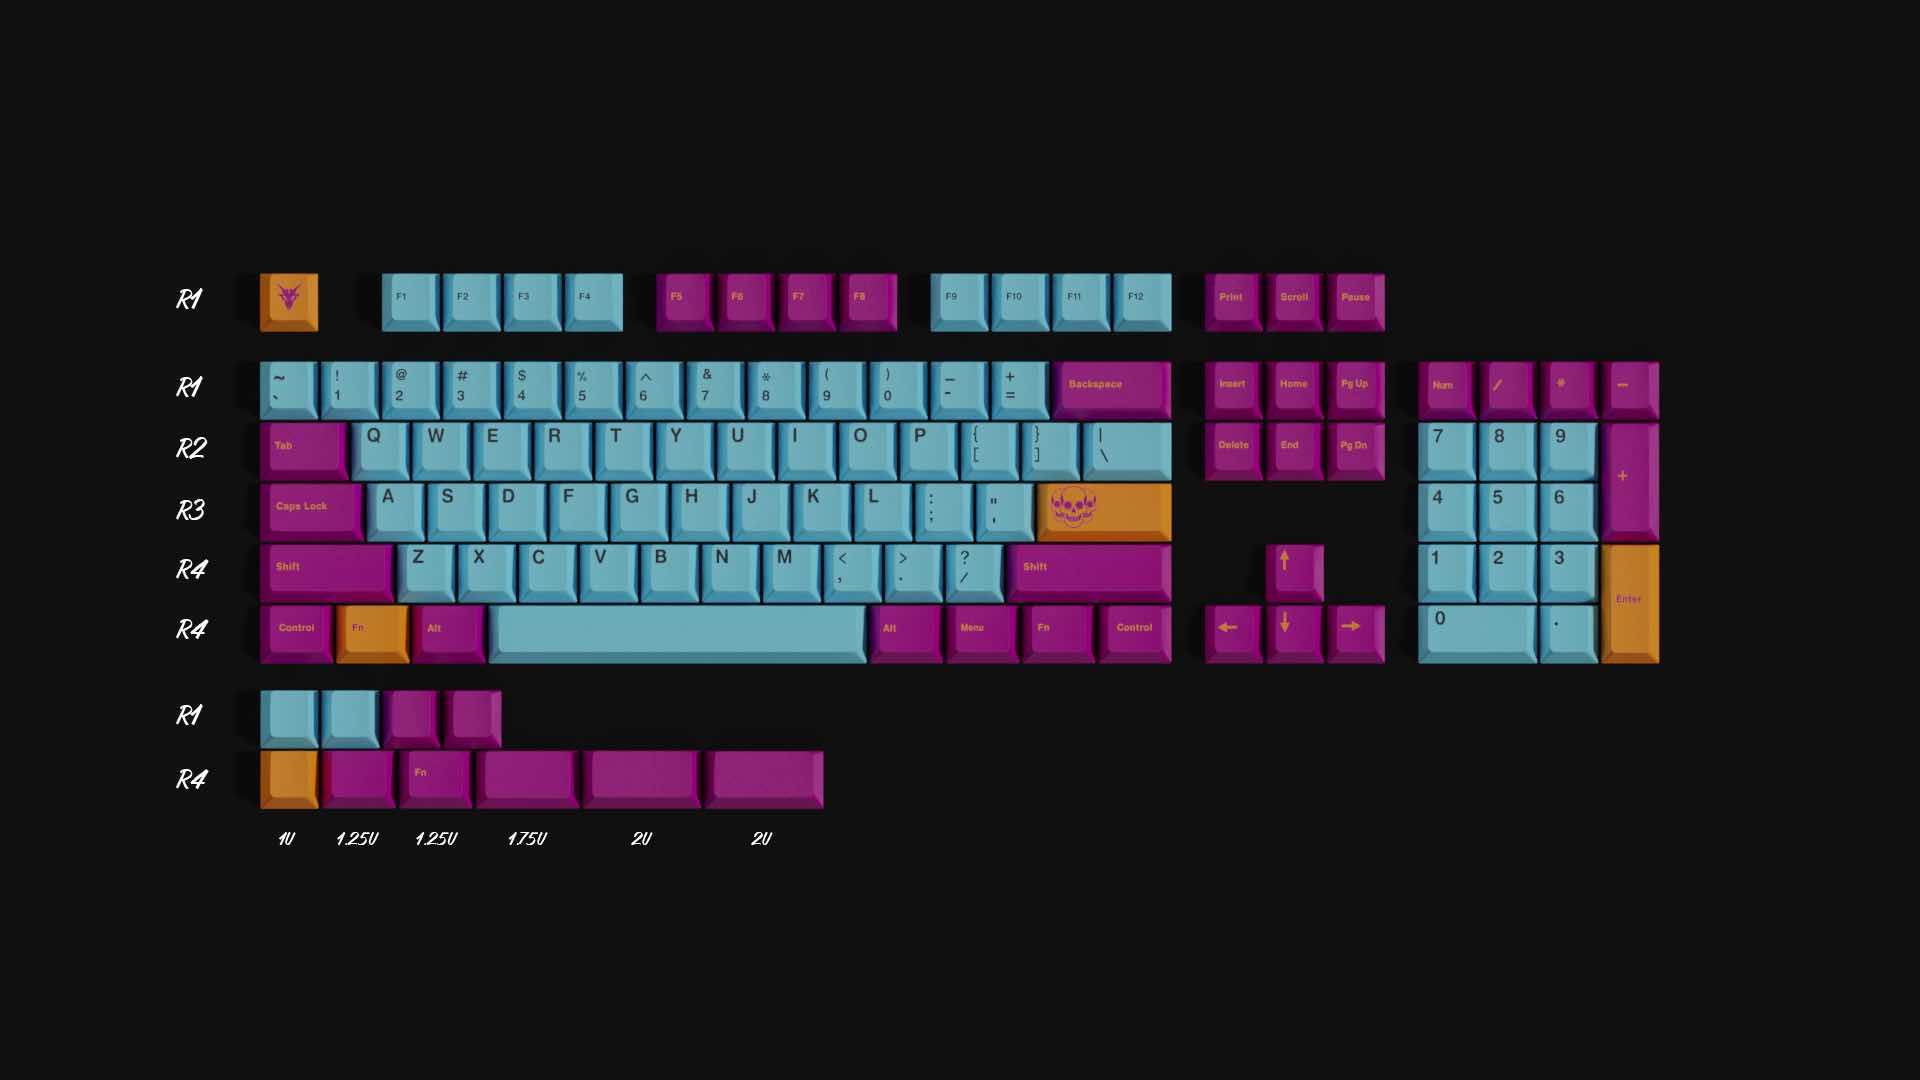 R1 F1 F2 F3 F4 F5 F6 F7 F8 F9 F10 F11 F12 Print Scroll Pause
~ ! @ # $ % ^ & * ( ) _ +
R1 ` 1 2 3 4 5 6 7 8 9 0 - = Backspace Insert Home Pg Up Num / * -
R2 Tab Q W E R T Y U I O P { [ } ] | \ Delete End Pg Dn 7 8 9 +
R3 Caps Lock A S D F G H J K L : ; " ' 4 5 6
R4 Shift Z X C V B N M < , > . ? / Shift ↑ 1 2 3 Enter
R4 Control Fn Alt Alt Menu Fn Control ← ↓ → 0 .
R1
R4 Fn
1U 1.25U 1.25U 1.75U 2U 2U